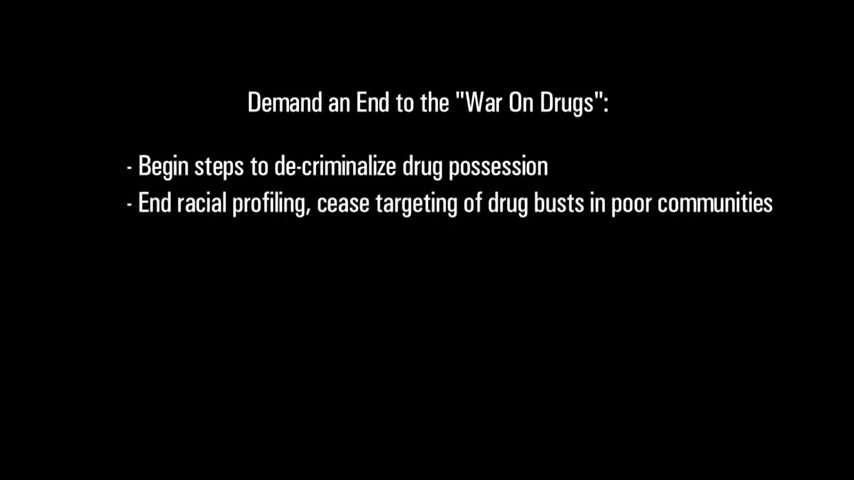 Demand an End to the "War On Drugs":
- Begin steps to de-criminalize drug possession
- End racial profiling, cease targeting of drug busts in poor communities